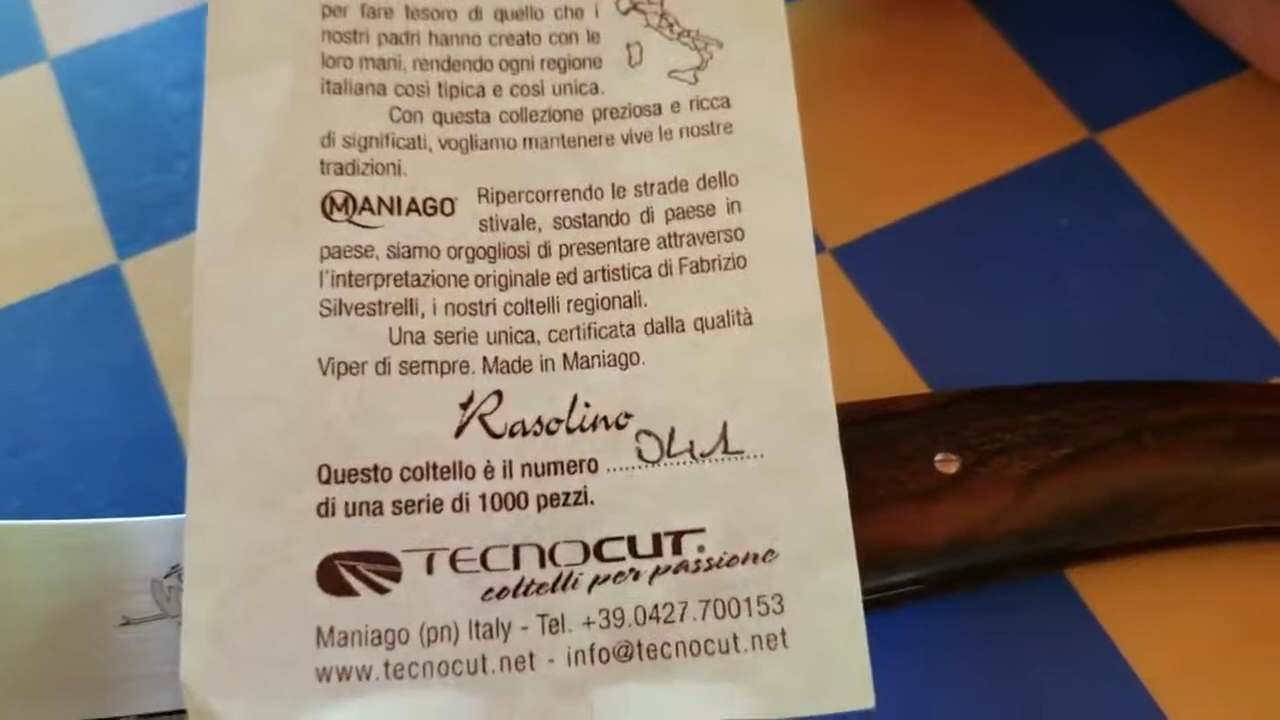 per fare tesoro di quello che i
nostri padri hanno creato con le
loro mani, rendendo ogni regione
italiana così tipica e così unica.
Con questa collezione preziosa e ricca
di significati, vogliamo mantenere vive le nostre
tradizioni.
MANIAGO Ripercorrendo le strade dello
stivale, sostando di paese in
paese, siamo orgogliosi di presentare attraverso
l'interpretazione originale ed artistica di Fabrizio
Silvestrelli, i nostri coltelli regionali.
Una serie unica, certificata dalla qualità
Viper di sempre. Made in Maniago.
Rasolino
Questo coltello è il numero ..... 041 .....
di una serie di 1000 pezzi.
TECNOCUT.
coltelli per passione
Maniago (pn) Italy - Tel. +39.0427.700153
www.tecnocut.net - info@tecnocut.net